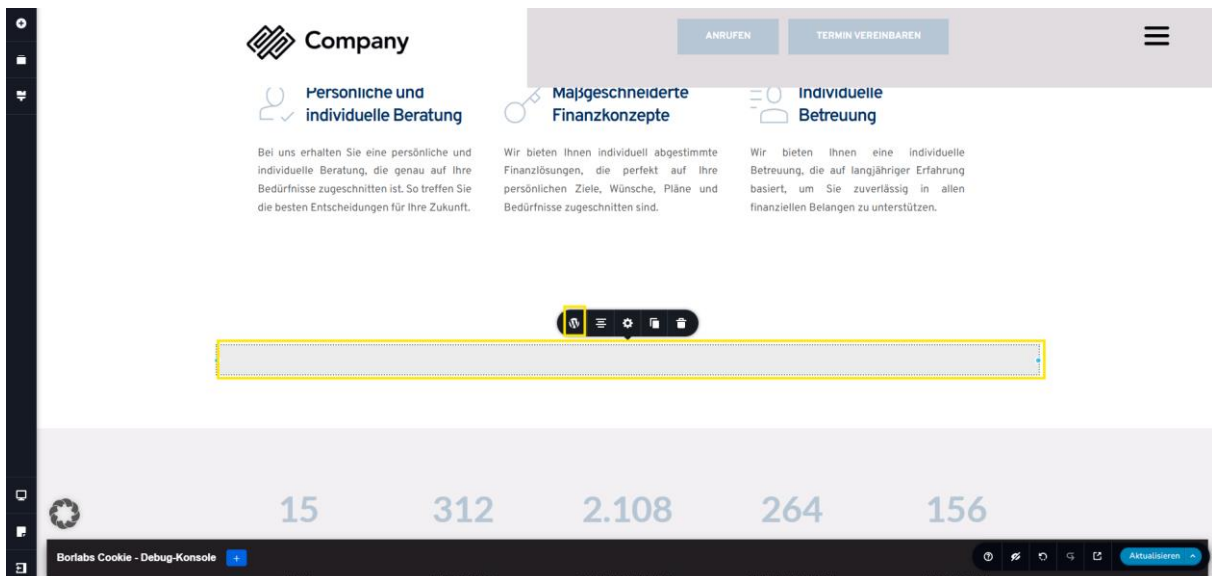 Company
ANRUFEN
TERMIN VEREINBAREN
Persönliche und
individuelle Beratung
Bei uns erhalten Sie eine persönliche und
individuelle Beratung, die genau auf Ihre
Bedürfnisse zugeschnitten ist. So treffen Sie
die besten Entscheidungen für Ihre Zukunft.
Maßgeschneiderte
Finanzkonzepte
Wir bieten Ihnen individuell abgestimmte
Finanzlösungen, die perfekt auf Ihre
persönlichen Ziele, Wünsche, Pläne und
Bedürfnisse zugeschnitten sind.
Individuelle
Betreuung
Wir bieten Ihnen eine individuelle
Betreuung, die auf langjähriger Erfahrung
basiert, um Sie zuverlässig in allen
finanziellen Belangen zu unterstützen.
15
312
2.108
264
156
Borlabs Cookie - Debug-Konsole
Aktualisieren